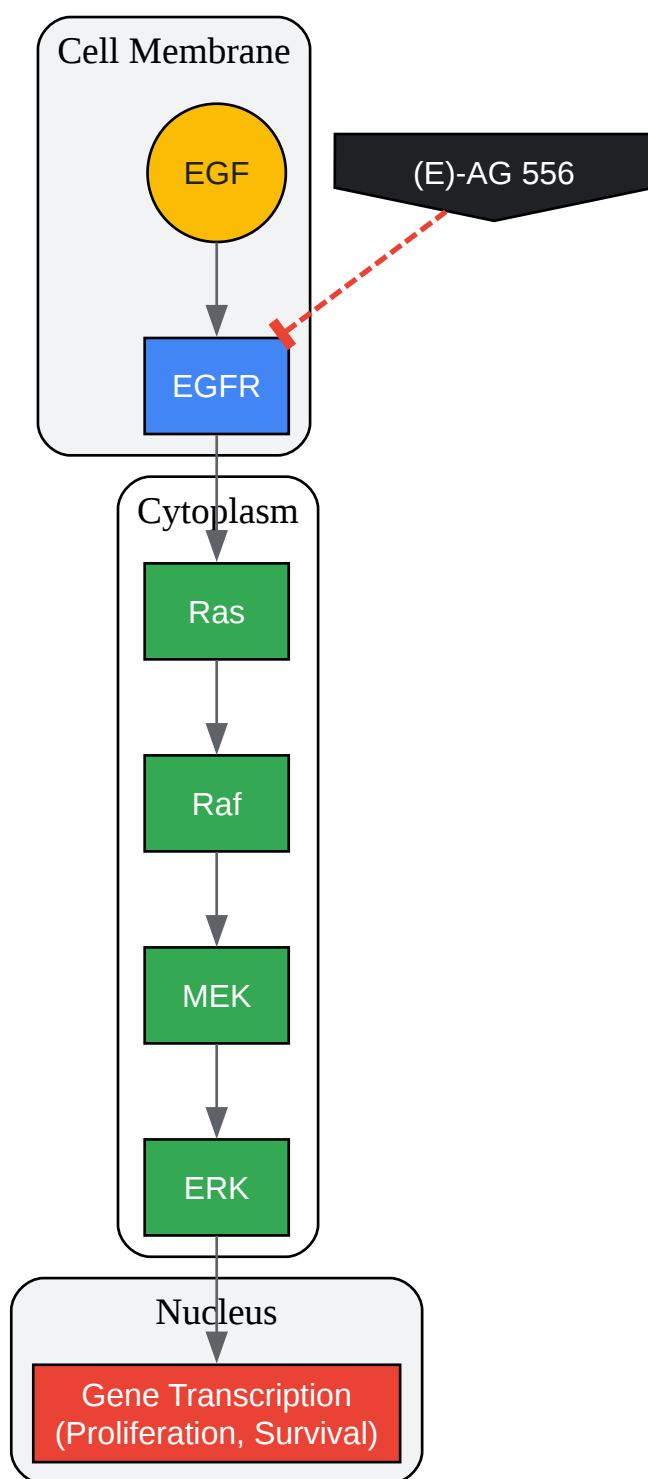 Cell Membrane
EGF
(E)-AG 556
EGFR
Cytoplasm
Ras
Raf
MEK
ERK
Nucleus
Gene Transcription
(Proliferation, Survival)